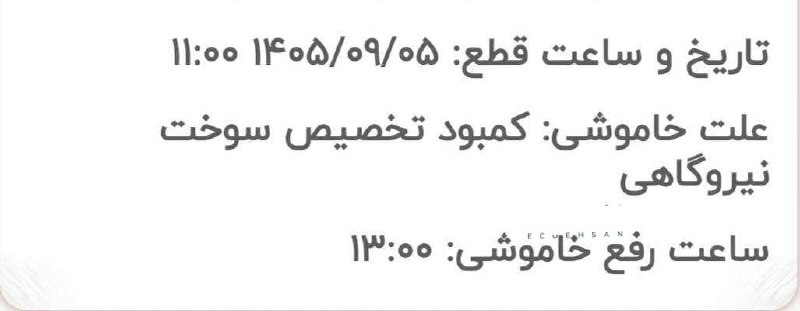 تاریخ و ساعت قطع: ۱۴۰۵/۰۹/۰۵ ۱۱:۰۰
علت خاموشی: کمبود تخصیص سوخت
نیروگاهی
ساعت رفع خاموشی: ۱۳:۰۰